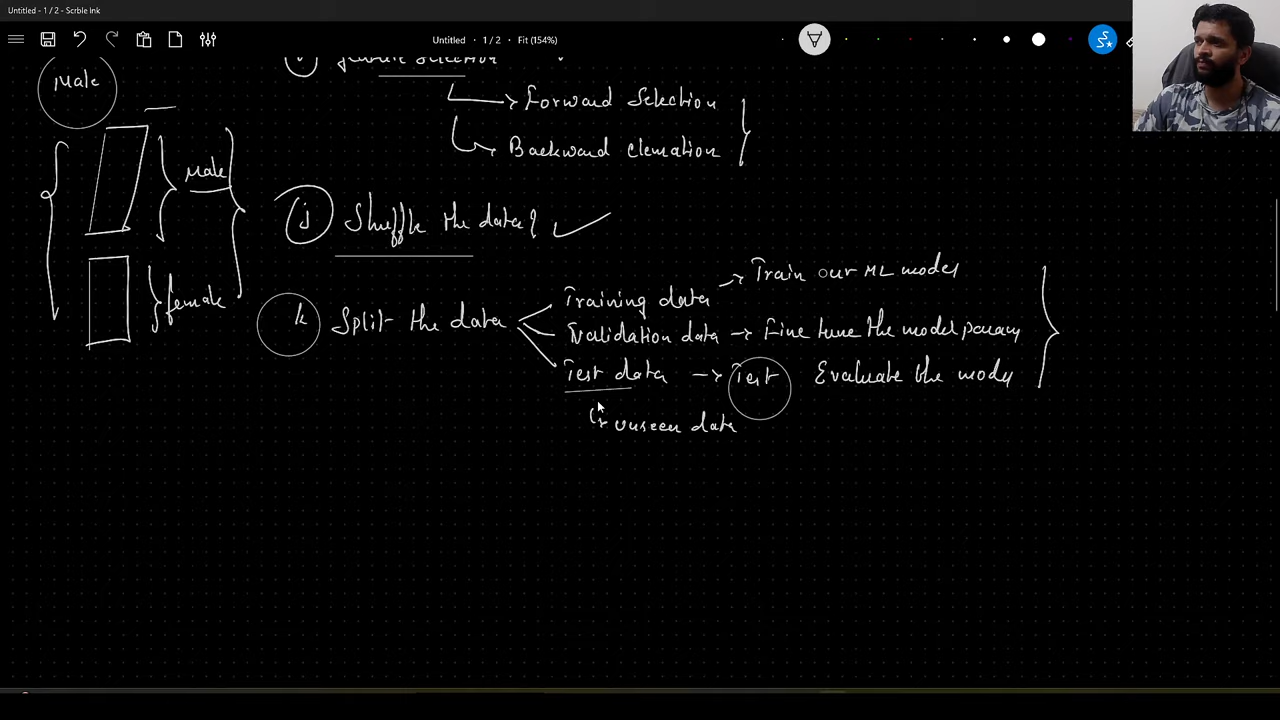 Untitled - 1 / 2 - Scrble Ink
Untitled · 1 / 2 · Fit (154%)
Male
Selection
→ Forward Selection
→ Backward elemation
Male
female
j Shuffle the data?
k Split the data
Training data → Train our ML model
Validation data → Fine tune the model params
Test data → Test Evaluate the model
unseen data